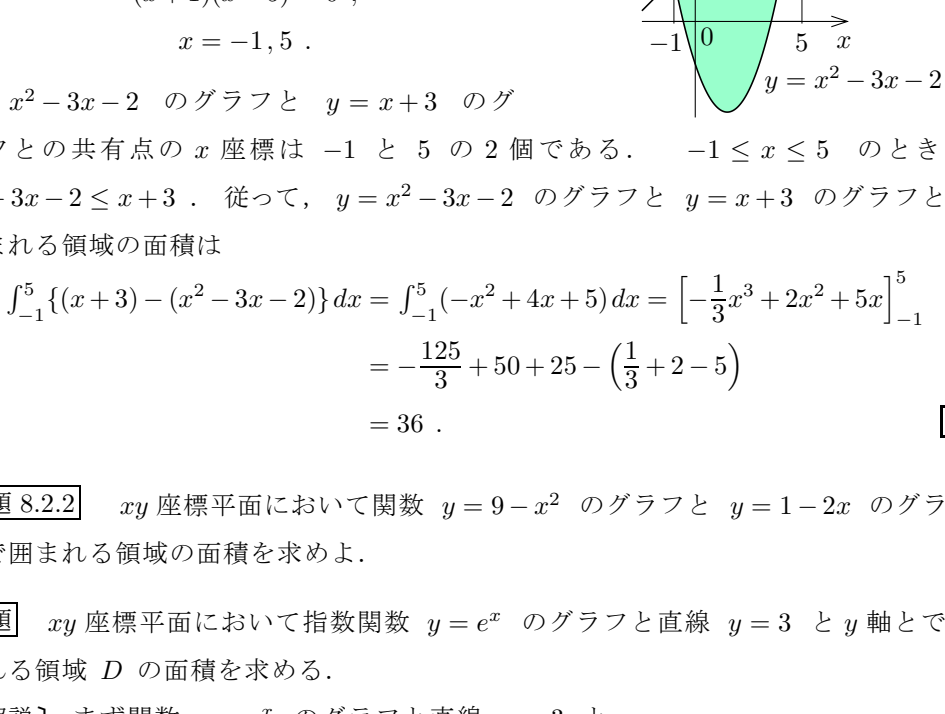 x = −1, 5 .
−1 0 5 x
y = x² − 3x − 2
x² − 3x − 2 のグラフと y = x + 3 のグ
との共有点の x 座標は −1 と 5 の 2 個である. −1 ≤ x ≤ 5 のとき
3x − 2 ≤ x + 3 . 従って, y = x² − 3x − 2 のグラフと y = x + 3 のグラフと
まれる領域の面積は
∫₋₁⁵ {(x + 3) − (x² − 3x − 2)} dx = ∫₋₁⁵ (−x² + 4x + 5) dx = [−1/3 x³ + 2x² + 5x]₋₁⁵
= −125/3 + 50 + 25 − (1/3 + 2 − 5)
= 36 .
題 8.2.2 xy 座標平面において関数 y = 9 − x² のグラフと y = 1 − 2x のグラ
で囲まれる領域の面積を求めよ.
題 xy 座標平面において指数関数 y = eˣ のグラフと直線 y = 3 と y 軸とで
れる領域 D の面積を求める.